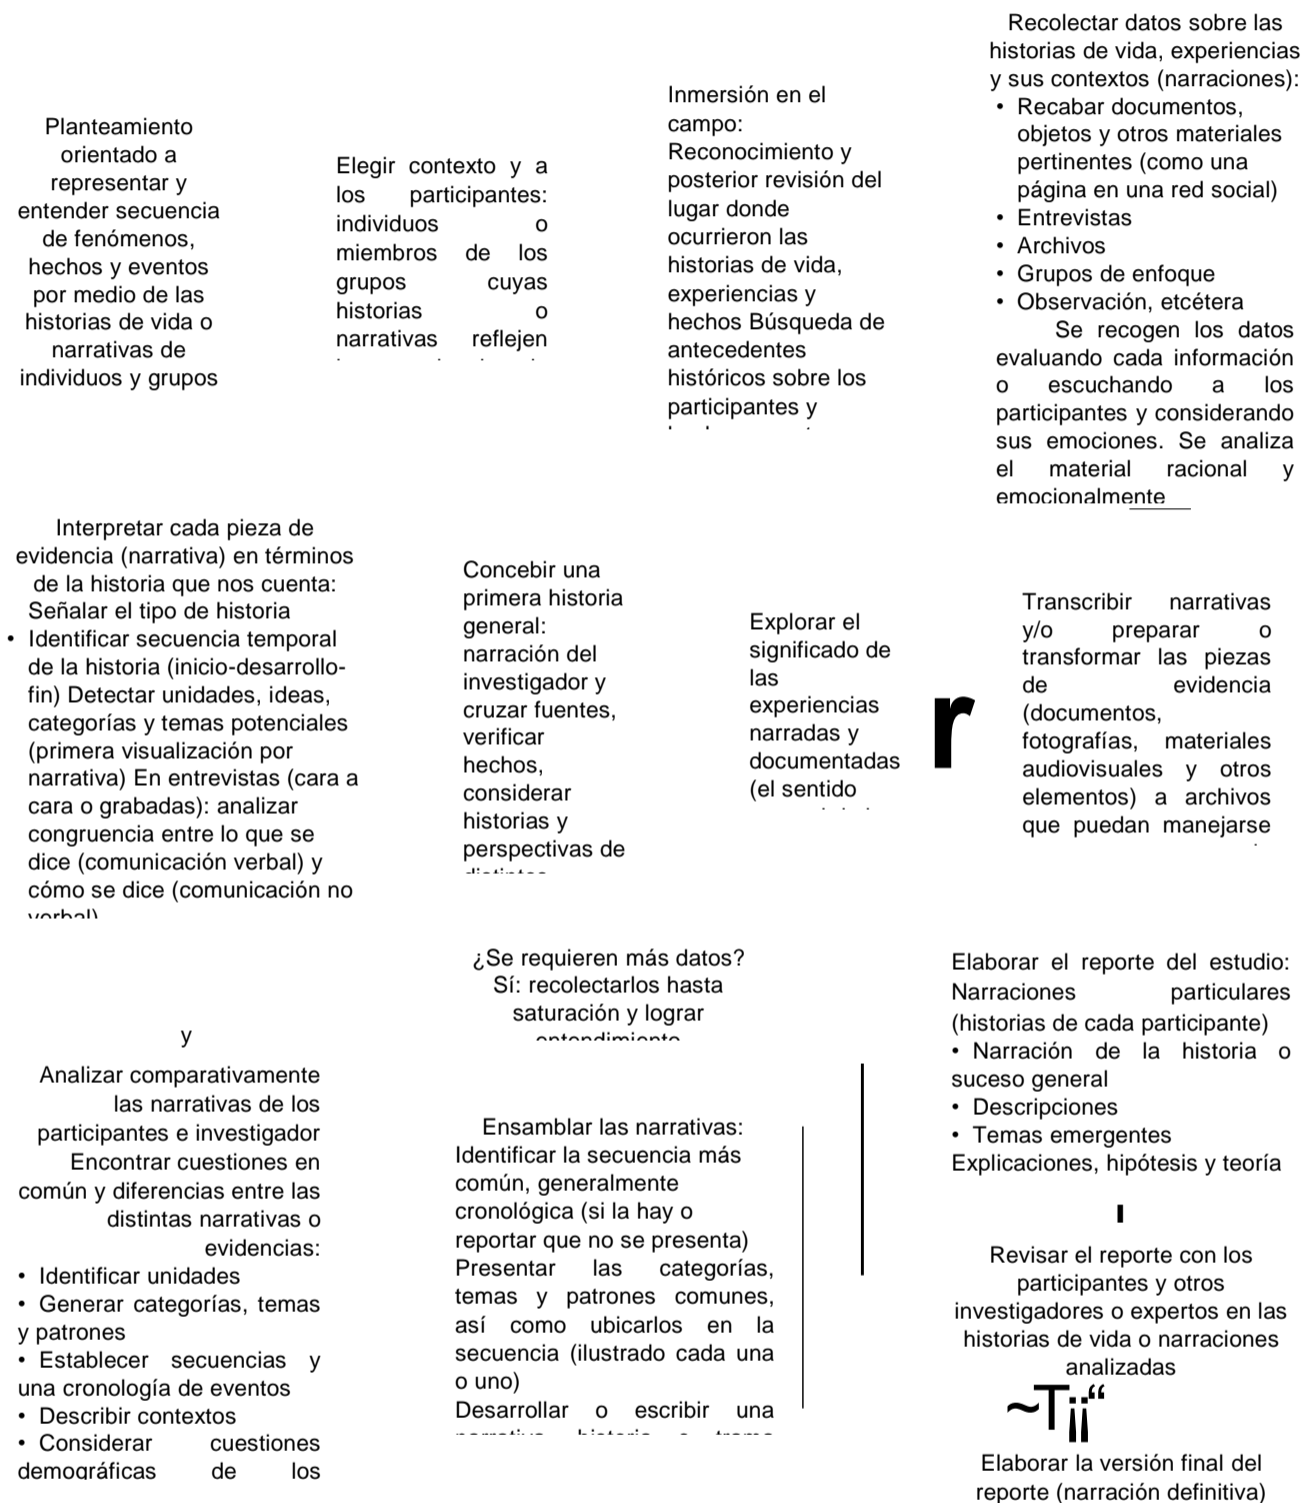 Planteamiento
orientado a
representar y
entender secuencia
de fenómenos,
hechos y eventos
por medio de las
historias de vida o
narrativas de
individuos y grupos
Elegir contexto y a
los participantes:
individuos o
miembros de los
grupos cuyas
historias o
narrativas reflejen
Inmersión en el
campo:
Reconocimiento y
posterior revisión del
lugar donde
ocurrieron las
historias de vida,
experiencias y
hechos Búsqueda de
antecedentes
históricos sobre los
participantes y
Recolectar datos sobre las
historias de vida, experiencias
y sus contextos (narraciones):
• Recabar documentos,
objetos y otros materiales
pertinentes (como una
página en una red social)
• Entrevistas
• Archivos
• Grupos de enfoque
• Observación, etcétera
Se recogen los datos
evaluando cada información
o escuchando a los
participantes y considerando
sus emociones. Se analiza
el material racional y
emocionalmente
Interpretar cada pieza de
evidencia (narrativa) en términos
de la historia que nos cuenta:
Señalar el tipo de historia
• Identificar secuencia temporal
de la historia (inicio-desarrollo-
fin) Detectar unidades, ideas,
categorías y temas potenciales
(primera visualización por
narrativa) En entrevistas (cara a
cara o grabadas): analizar
congruencia entre lo que se
dice (comunicación verbal) y
cómo se dice (comunicación no
verbal)
Concebir una
primera historia
general:
narración del
investigador y
cruzar fuentes,
verificar
hechos,
considerar
historias y
perspectivas de
distintos
Explorar el
significado de
las
experiencias
narradas y
documentadas
(el sentido
r
Transcribir narrativas
y/o preparar o
transformar las piezas
de evidencia
(documentos,
fotografías, materiales
audiovisuales y otros
elementos) a archivos
que puedan manejarse
y
Analizar comparativamente
las narrativas de los
participantes e investigador
Encontrar cuestiones en
común y diferencias entre las
distintas narrativas o
evidencias:
• Identificar unidades
• Generar categorías, temas
y patrones
• Establecer secuencias y
una cronología de eventos
• Describir contextos
• Considerar cuestiones
demográficas de los
¿Se requieren más datos?
Sí: recolectarlos hasta
saturación y lograr
entendimiento
Ensamblar las narrativas:
Identificar la secuencia más
común, generalmente
cronológica (si la hay o
reportar que no se presenta)
Presentar las categorías,
temas y patrones comunes,
así como ubicarlos en la
secuencia (ilustrado cada una
o uno)
Desarrollar o escribir una
narrativa, historia o trama
Elaborar el reporte del estudio:
Narraciones particulares
(historias de cada participante)
• Narración de la historia o
suceso general
• Descripciones
• Temas emergentes
Explicaciones, hipótesis y teoría
Revisar el reporte con los
participantes y otros
investigadores o expertos en las
historias de vida o narraciones
analizadas
~T¡¡“
Elaborar la versión final del
reporte (narración definitiva)